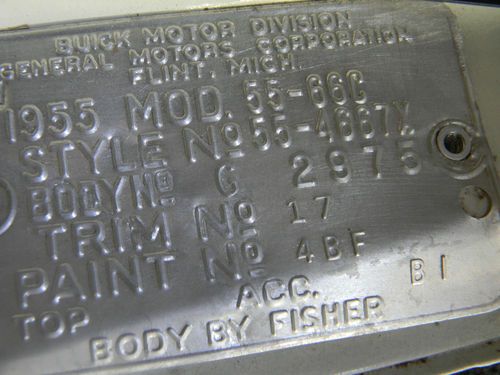 BUICK MOTOR DIVISION
GENERAL MOTORS CORPORATION
FLINT, MICH.
1955 MOD. 55-66C
STYLE No 55-4667X
BODY No G 2975
TRIM No 17
PAINT No 4BF
ACC. B1
TOP
BODY BY FISHER